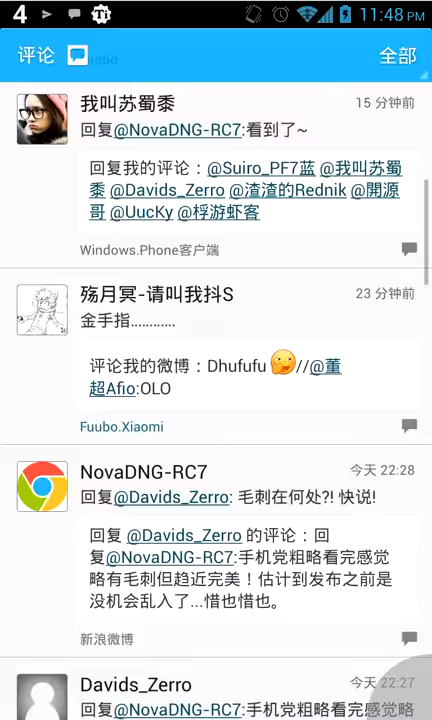 4
11:48 PM
评论
全部
我叫苏蜀黍
15 分钟前
回复@NovaDNG-RC7:看到了~
回复我的评论：@Suiro_PF7蓝 @我叫苏蜀
黍 @Davids_Zerro @渣渣的Rednik @開源
哥 @UucKy @桴游虾客
Windows.Phone客户端
殇月冥-请叫我抖S
23 分钟前
金手指…………
评论我的微博：Dhufufu //@董
超Afio:OLO
Fuubo.Xiaomi
NovaDNG-RC7
今天 22:28
回复@Davids_Zerro: 毛刺在何处?! 快说!
回复 @Davids_Zerro 的评论：回
复@NovaDNG-RC7:手机党粗略看完感觉
略有毛刺但趋近完美！估计到发布之前是
没机会乱入了...惜也惜也。
新浪微博
Davids_Zerro
今天 22:27
回复@NovaDNG-RC7:手机党粗略看完感觉略